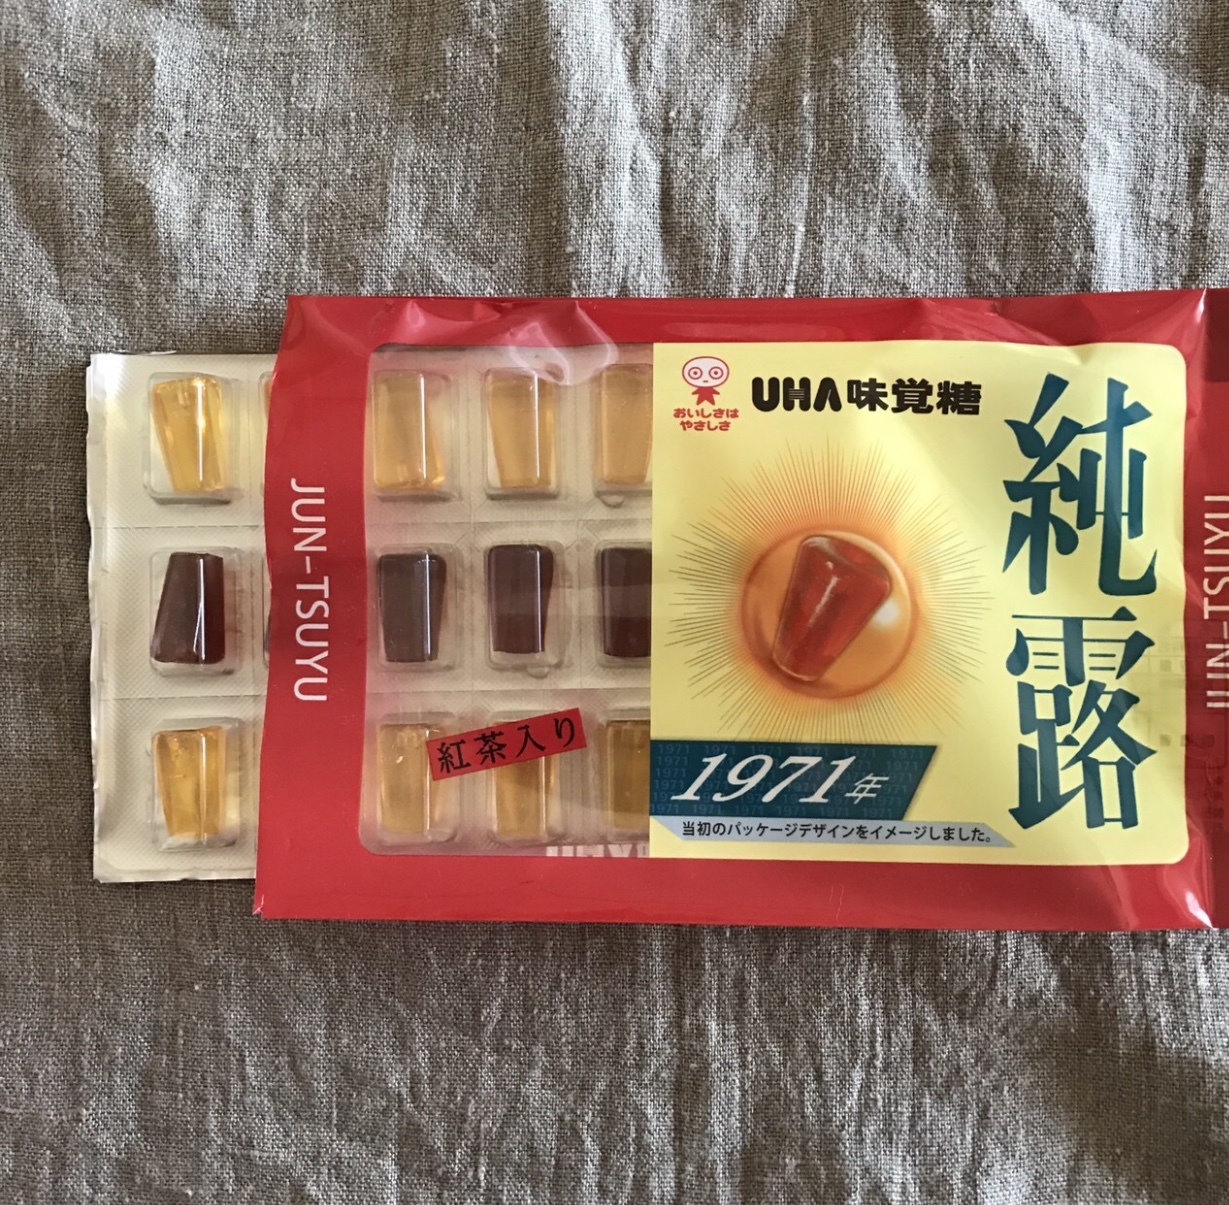 JUN-TSUYU
おいしさは
やさしさ
UHA味覚糖
純露
紅茶入り
1971年
当初のパッケージデザインをイメージしました。
JUN-TSUYU